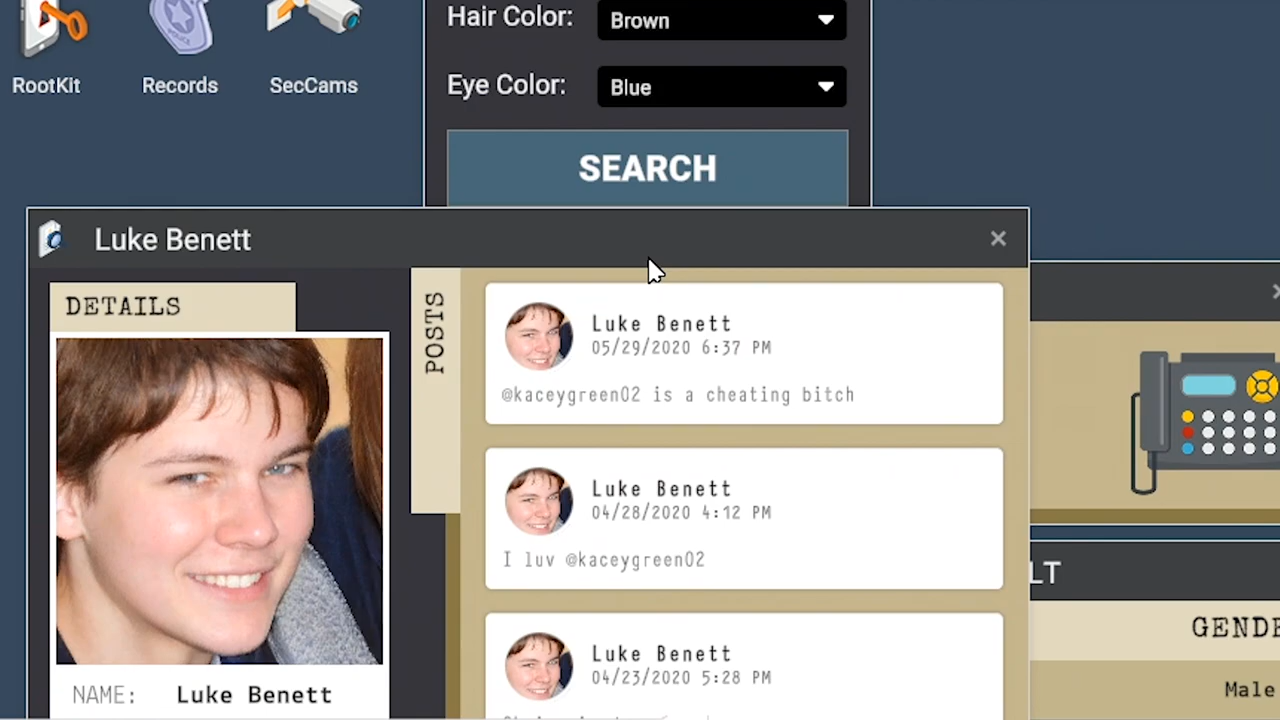 Hair Color:
Brown
RootKit
Records
SecCams
Eye Color:
Blue
SEARCH
Luke Benett
DETAILS
NAME: Luke Benett
POSTS
Luke Benett
05/29/2020 6:37 PM
@kaceygreen02 is a cheating bitch
Luke Benett
04/28/2020 4:12 PM
I luv @kaceygreen02
Luke Benett
04/23/2020 5:28 PM
LT
GENDE
Male